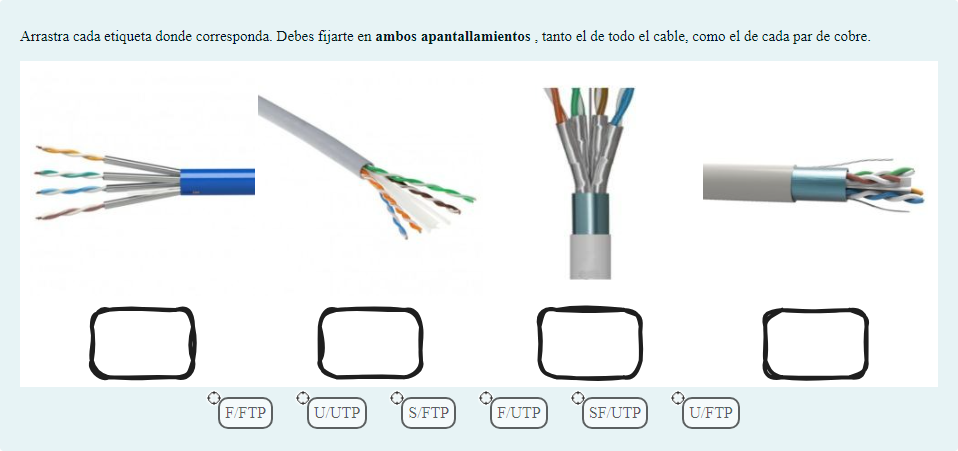 Arrastra cada etiqueta donde corresponda. Debes fijarte en ambos apantallamientos , tanto el de todo el cable, como el de cada par de cobre.
F/FTP U/UTP S/FTP F/UTP SF/UTP U/FTP